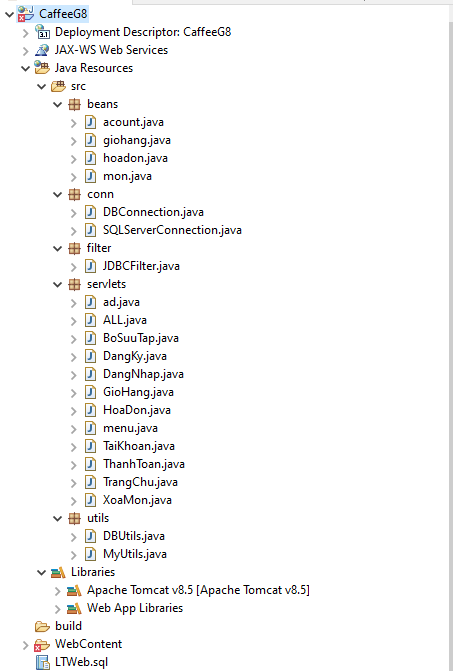 CaffeeG8
3.1 Deployment Descriptor: CaffeeG8
JAX-WS Web Services
Java Resources
src
beans
J acount.java
J giohang.java
J hoadon.java
J mon.java
conn
J DBConnection.java
J SQLServerConnection.java
filter
J JDBCFilter.java
servlets
J ad.java
J ALL.java
J BoSuuTap.java
J DangKy.java
J DangNhap.java
J GioHang.java
J HoaDon.java
J menu.java
J TaiKhoan.java
J ThanhToan.java
J TrangChu.java
J XoaMon.java
utils
J DBUtils.java
J MyUtils.java
Libraries
Apache Tomcat v8.5 [Apache Tomcat v8.5]
Web App Libraries
build
WebContent
LTWeb.sql